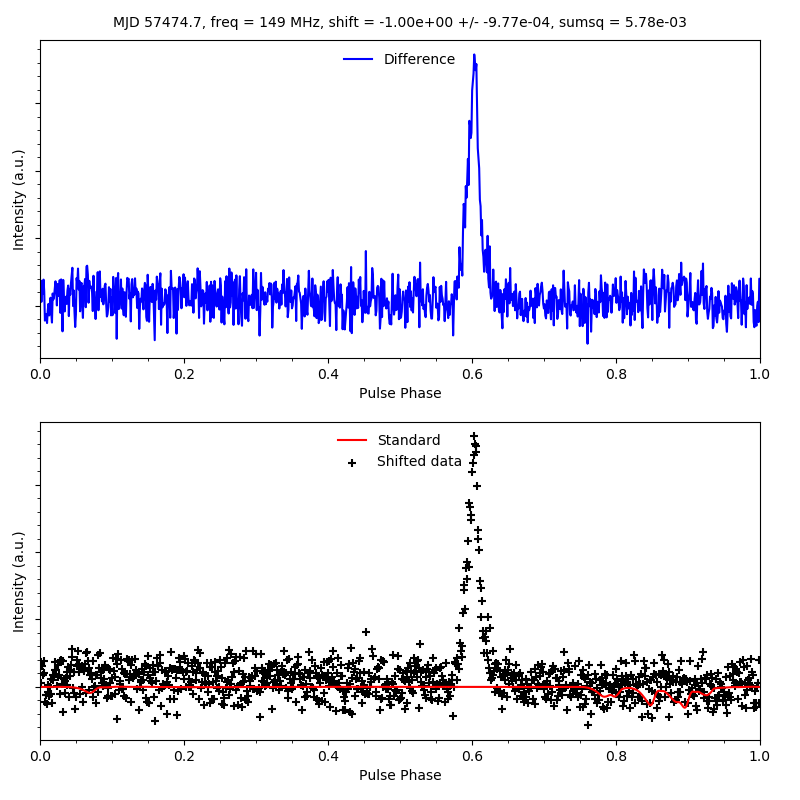 MJD 57474.7, freq = 149 MHz, shift = -1.00e+00 +/- -9.77e-04, sumsq = 5.78e-03
Difference
Intensity (a.u.)
0.0 0.2 0.4 0.6 0.8 1.0
Pulse Phase
Standard
Shifted data
Intensity (a.u.)
0.0 0.2 0.4 0.6 0.8 1.0
Pulse Phase